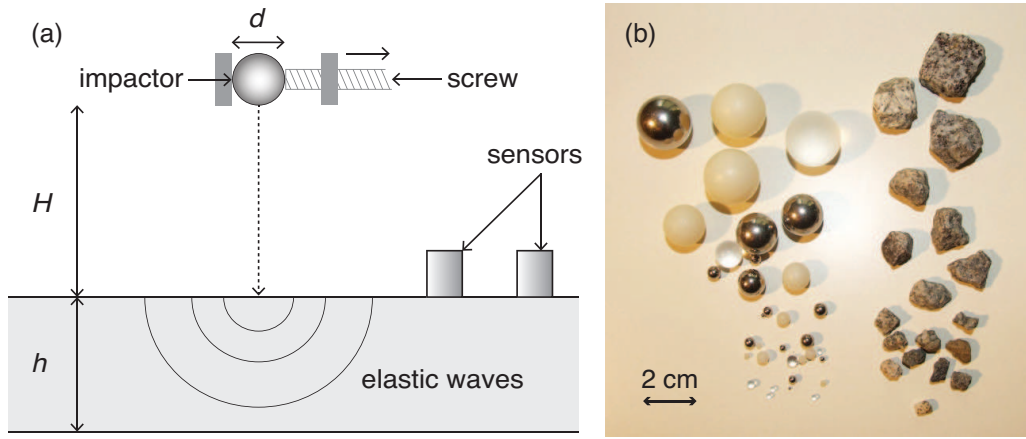 (a)
d
impactor
screw
sensors
H
h
elastic waves
(b)
2 cm